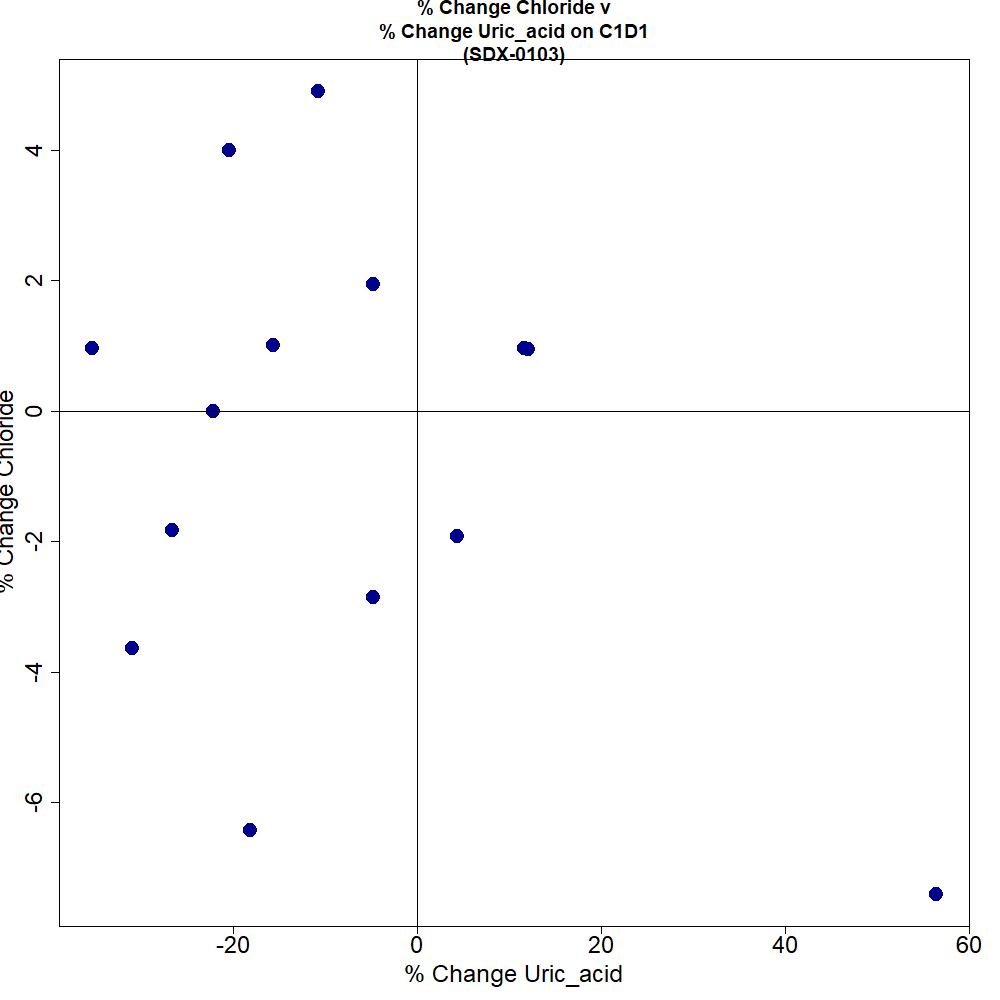 % Change Chloride v
% Change Uric_acid on C1D1
(SDX-0103)
4
2
0
-2
-4
-6
% Change Chloride
-20
0
20
40
60
% Change Uric_acid